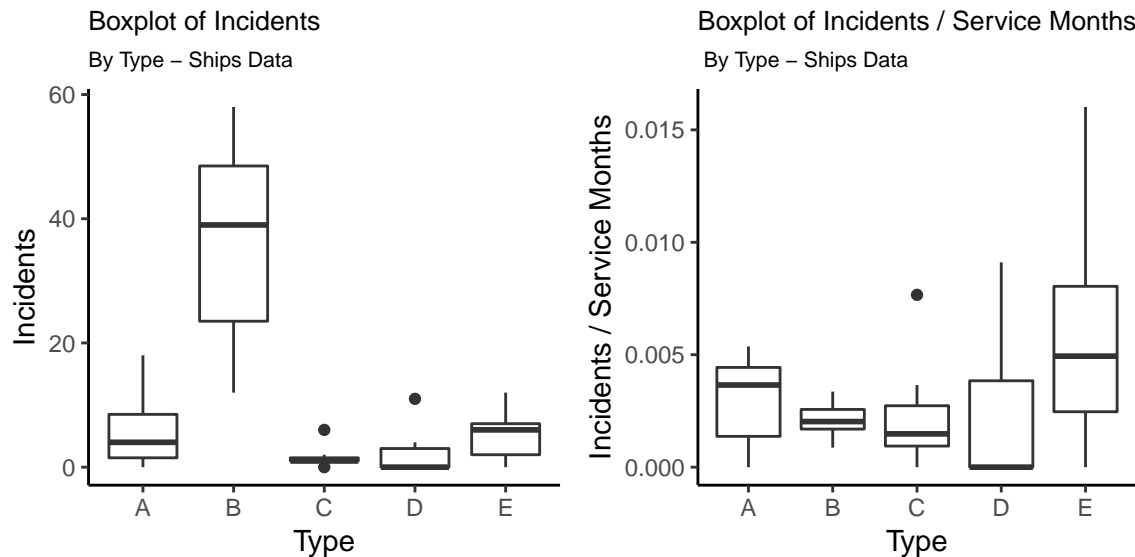 Boxplot of Incidents
By Type − Ships Data
60
40
20
0
Incidents
A B C D E
Type
Boxplot of Incidents / Service Months
By Type − Ships Data
0.015
0.010
0.005
0.000
Incidents / Service Months
A B C D E
Type